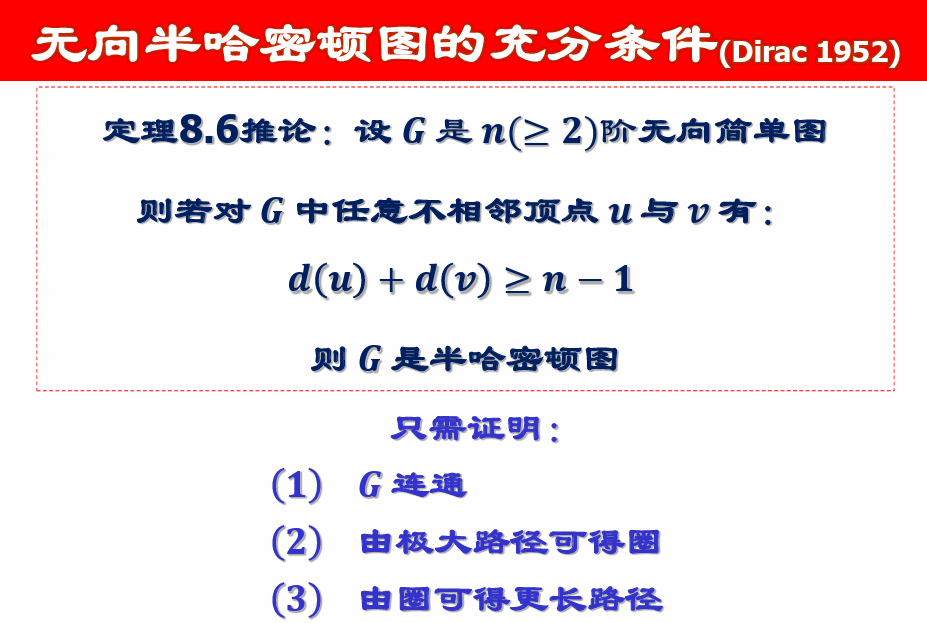 无向半哈密顿图的充分条件(Dirac 1952)
定理8.6推论：设 G 是 n(≥ 2)阶无向简单图
则若对 G 中任意不相邻顶点 u 与 v 有：
d(u) + d(v) ≥ n − 1
则 G 是半哈密顿图
只需证明：
(1) G 连通
(2) 由极大路径可得圈
(3) 由圈可得更长路径